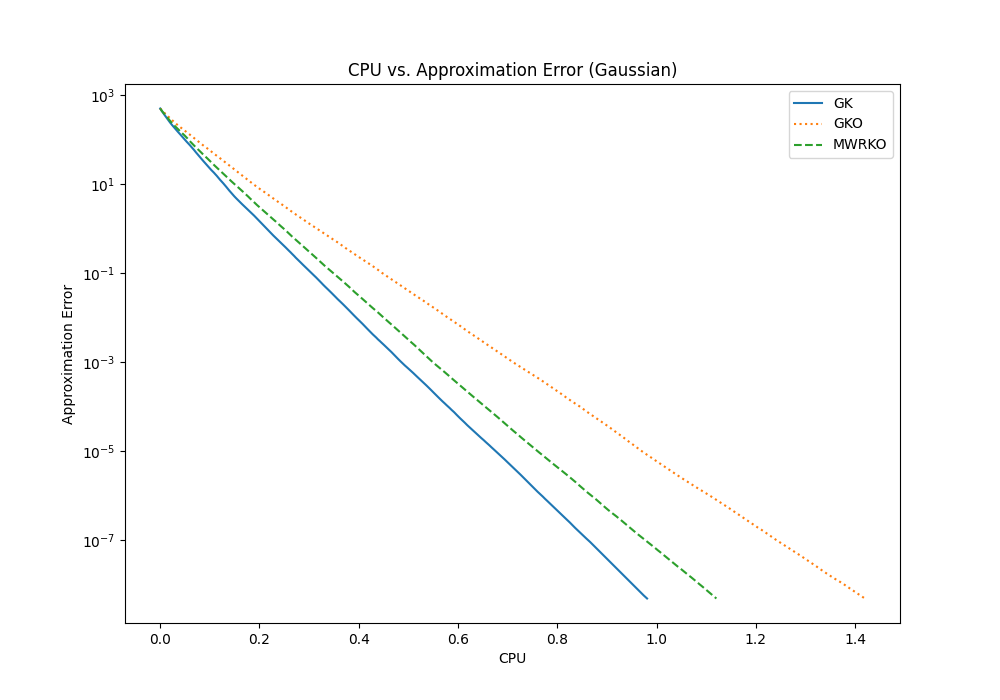 CPU vs. Approximation Error (Gaussian)
GK
GKO
MWRKO
Approximation Error
10³
10¹
10⁻¹
10⁻³
10⁻⁵
10⁻⁷
0.0 0.2 0.4 0.6 0.8 1.0 1.2 1.4
CPU